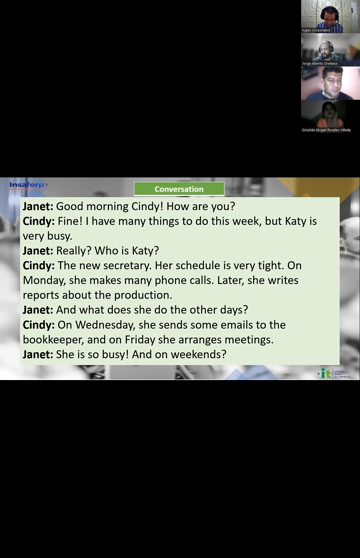 Jorge Alberto Orellana
Insaforp
Conversation
Janet: Good morning Cindy! How are you?
Cindy: Fine! I have many things to do this week, but Katy is
very busy.
Janet: Really? Who is Katy?
Cindy: The new secretary. Her schedule is very tight. On
Monday, she makes many phone calls. Later, she writes
reports about the production.
Janet: And what does she do the other days?
Cindy: On Wednesday, she sends some emails to the
bookkeeper, and on Friday she arranges meetings.
Janet: She is so busy! And on weekends?
it